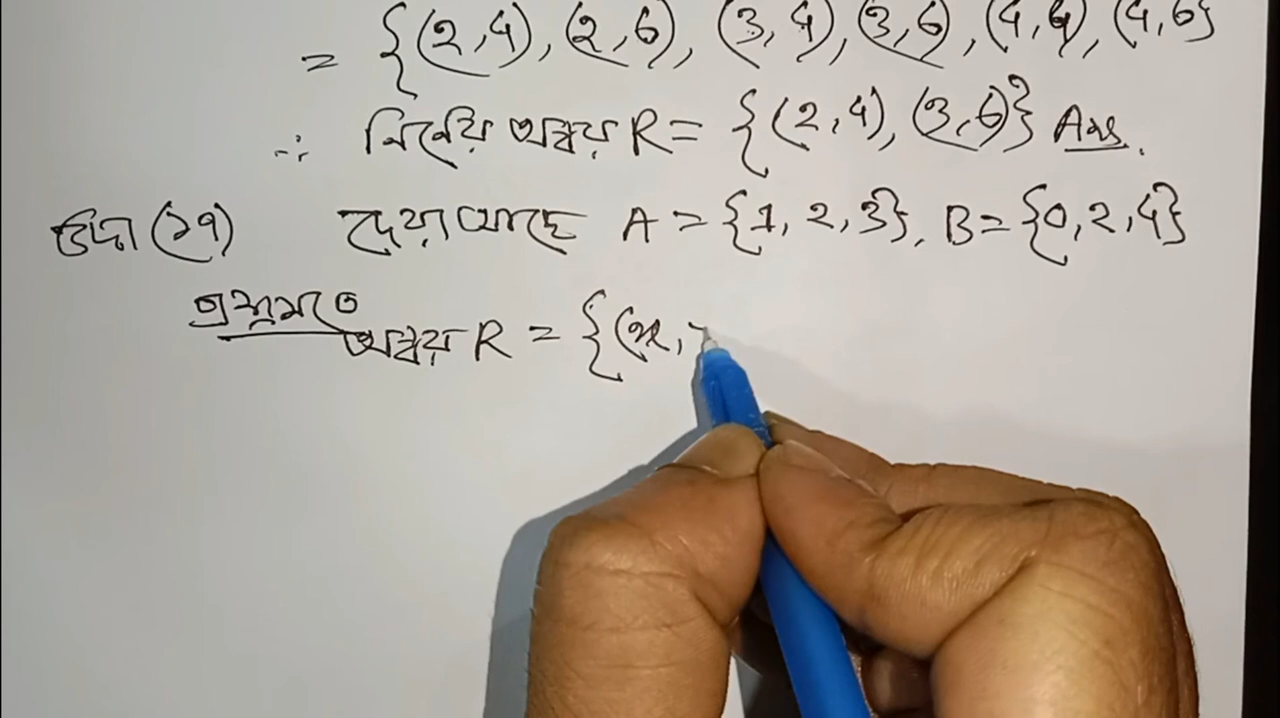 = {(2,4), (2,6), (3,4), (3,6), (4,4), (4,6)}
∴ নির্ণেয় অন্বয় R = {(2,4), (3,6)} Ans.
উদা (১৭) দেয়া আছে A = {1, 2, 3}, B = {0, 2, 4}
প্রশ্নমতে
অন্বয় R = {(x,